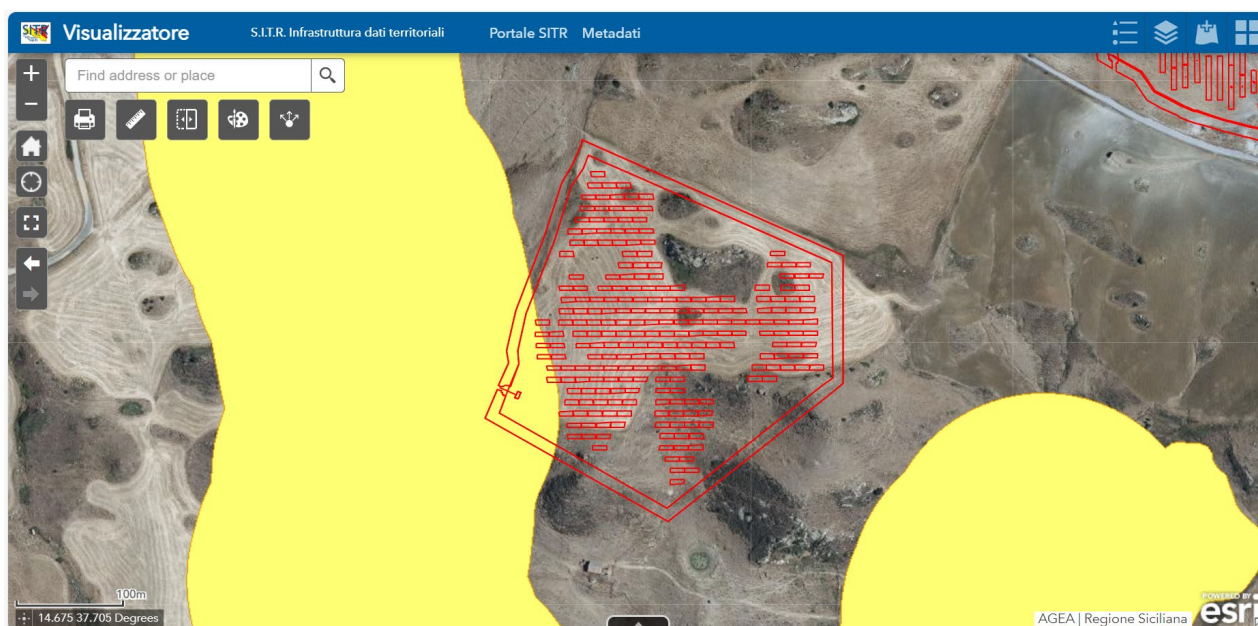 SITR Visualizzatore S.I.T.R. Infrastruttura dati territoriali Portale SITR Metadati
Find address or place
100m
14.675 37.705 Degrees
AGEA | Regione Siciliana
POWERED BY
esri